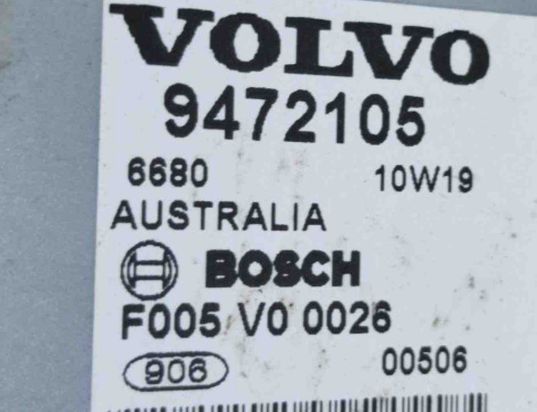 VOLVO
9472105
6680 10W19
AUSTRALIA
BOSCH
F005 V0 0026
906 00506